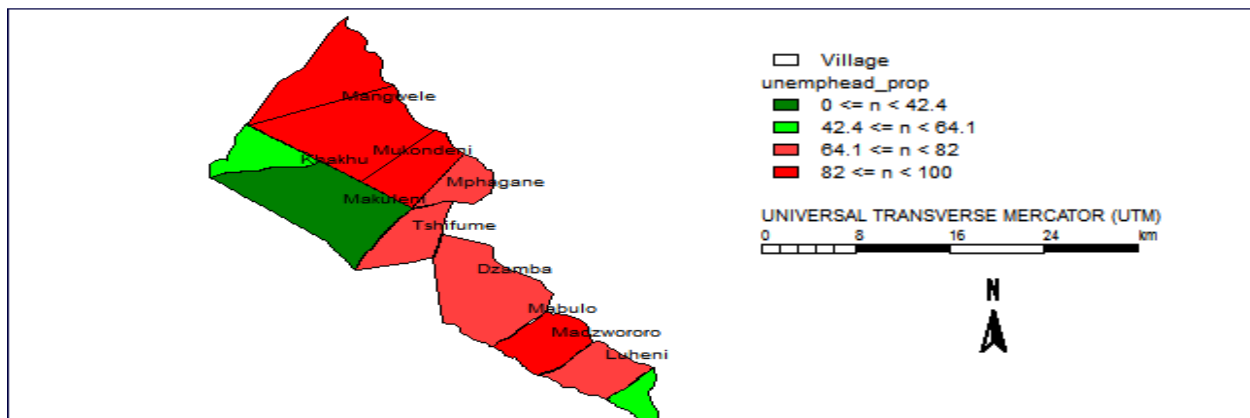 Mangwele
Khakhu
Mukondeni
Mphagane
Makuleni
Tshifume
Dzamba
Mabulo
Madzwororo
Luheni
Village
unemphead_prop
0 <= n < 42.4
42.4 <= n < 64.1
64.1 <= n < 82
82 <= n < 100
UNIVERSAL TRANSVERSE MERCATOR (UTM)
0 8 16 24 km
N